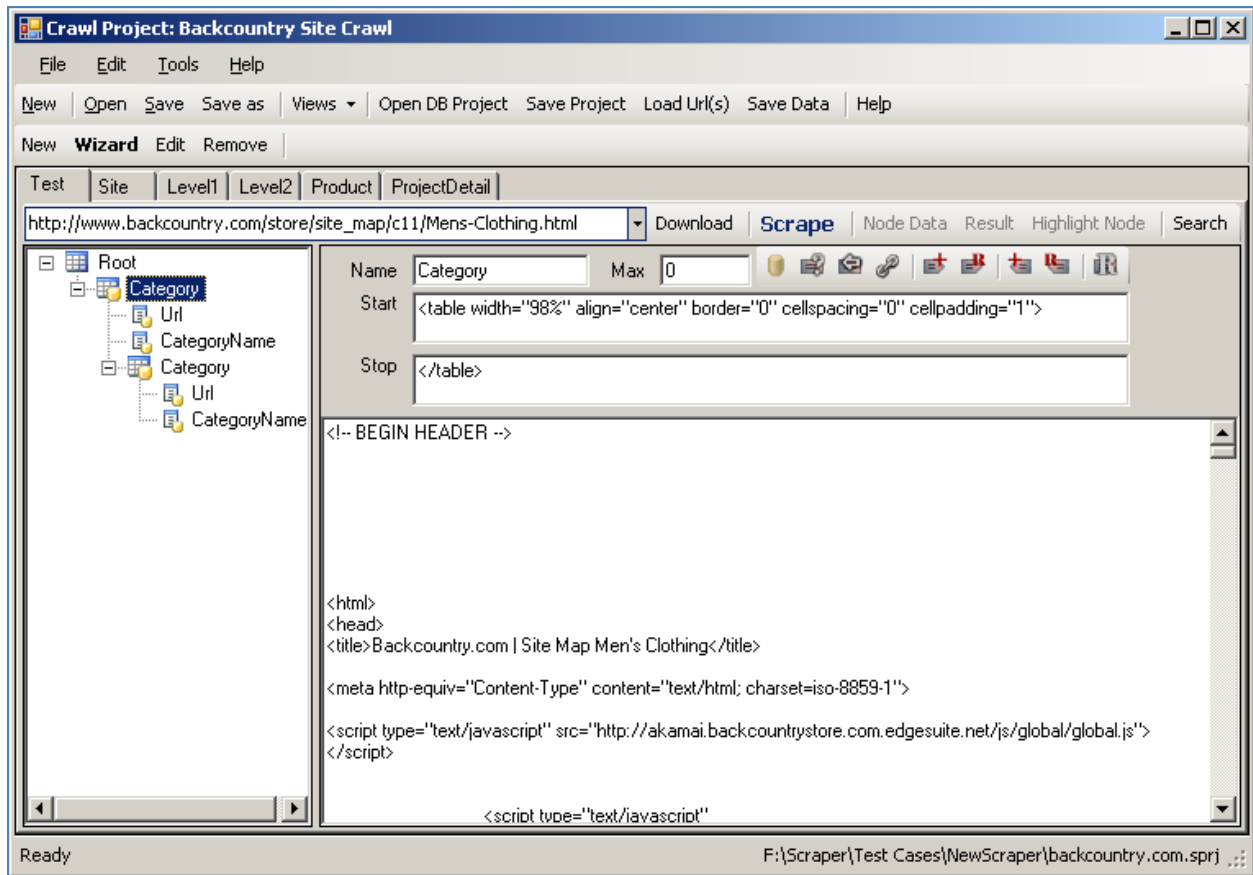 Crawl Project: Backcountry Site Crawl
File Edit Tools Help
New Open Save Save as Views Open DB Project Save Project Load Url(s) Save Data Help
New Wizard Edit Remove
Test Site Level1 Level2 Product ProjectDetail
http://www.backcountry.com/store/site_map/c11/Mens-Clothing.html Download Scrape Node Data Result Highlight Node Search
Root
Category
Url
CategoryName
Category
Url
CategoryName
Name Category Max 0
Start <table width="98%" align="center" border="0" cellspacing="0" cellpadding="1">
Stop </table>
<!-- BEGIN HEADER -->
<html>
<head>
<title>Backcountry.com | Site Map Men's Clothing</title>
<meta http-equiv="Content-Type" content="text/html; charset=iso-8859-1">
<script type="text/javascript" src="http://akamai.backcountrystore.com.edgesuite.net/js/global/global.js">
</script>
<script type="text/javascript"
Ready F:\Scraper\Test Cases\NewScraper\backcountry.com.sprj